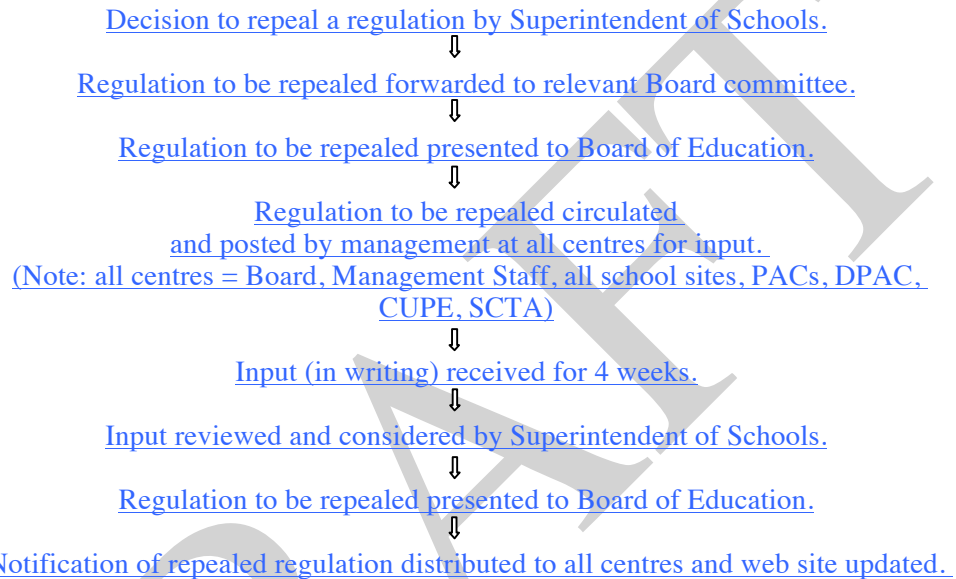 Decision to repeal a regulation by Superintendent of Schools.
⇩
Regulation to be repealed forwarded to relevant Board committee.
⇩
Regulation to be repealed presented to Board of Education.
⇩
Regulation to be repealed circulated
and posted by management at all centres for input.
(Note: all centres = Board, Management Staff, all school sites, PACs, DPAC,
CUPE, SCTA)
⇩
Input (in writing) received for 4 weeks.
⇩
Input reviewed and considered by Superintendent of Schools.
⇩
Regulation to be repealed presented to Board of Education.
⇩
Notification of repealed regulation distributed to all centres and web site updated.
DRAFT